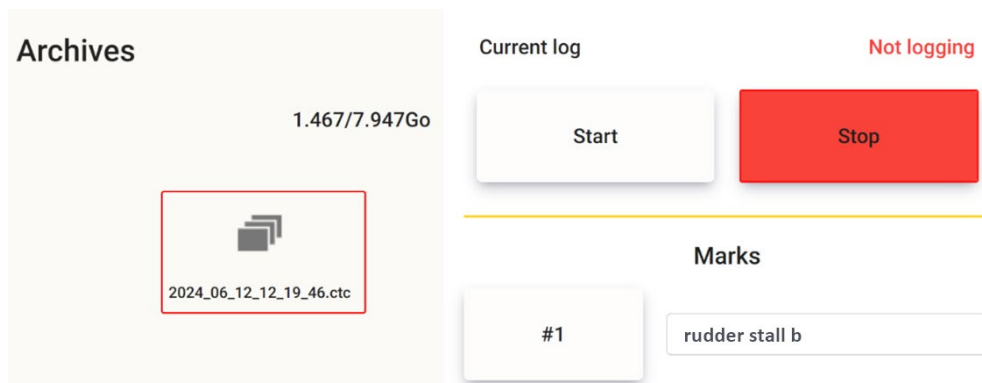 Archives
1.467/7.947Go
2024_06_12_12_19_46.ctc
Current log
Not logging
Start
Stop
Marks
#1
rudder stall b